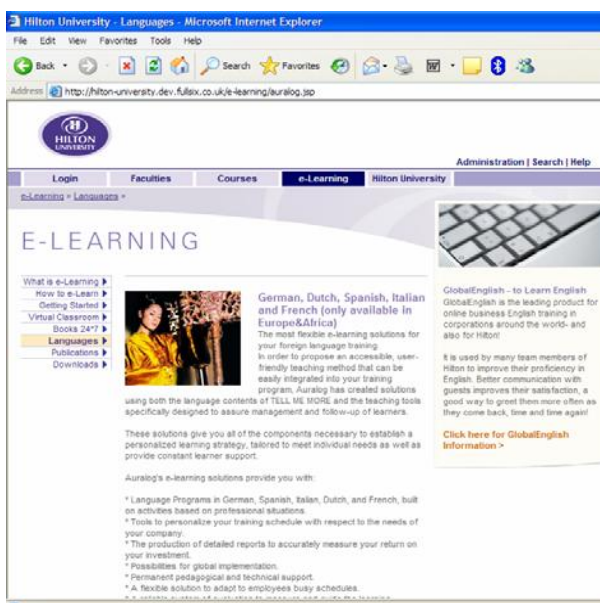 Hilton University - Languages - Microsoft Internet Explorer
File Edit View Favorites Tools Help
Back Search Favorites
Address http://hilton-university.dev.fullsix.co.uk/e-learning/auralog.jsp
HILTON
UNIVERSITY
Administration | Search | Help
Login Faculties Courses e-Learning Hilton University
e-Learning » Languages »
E-LEARNING
What is e-Learning
How to e-Learn
Getting Started
Virtual Classroom
Books 24*7
Languages
Publications
Downloads
German, Dutch, Spanish, Italian
and French (only available in
Europe&Africa)
The most flexible e-learning solutions for
your foreign language training
In order to propose an accessible, user-
friendly teaching method that can be
easily integrated into your training
program, Auralog has created solutions
using both the language contents of TELL ME MORE and the teaching tools
specifically designed to assure management and follow-up of learners.
These solutions give you all of the components necessary to establish a
personalized learning strategy, tailored to meet individual needs as well as
provide constant learner support.
Auralog's e-learning solutions provide you with:
* Language Programs in German, Spanish, Italian, Dutch, and French, built
on activities based on professional situations.
* Tools to personalize your training schedule with respect to the needs of
your company.
* The production of detailed reports to accurately measure your return on
your investment.
* Possibilities for global implementation.
* Permanent pedagogical and technical support.
* A flexible solution to adapt to employees busy schedules.
GlobalEnglish - to Learn English
GlobalEnglish is the leading product for
online business English training in
corporations around the world- and
also for Hilton!
It is used by many team members of
Hilton to improve their proficiency in
English. Better communication with
guests improves their satisfaction, a
good way to greet them more often as
they come back, time and time again!
Click here for GlobalEnglish
Information >